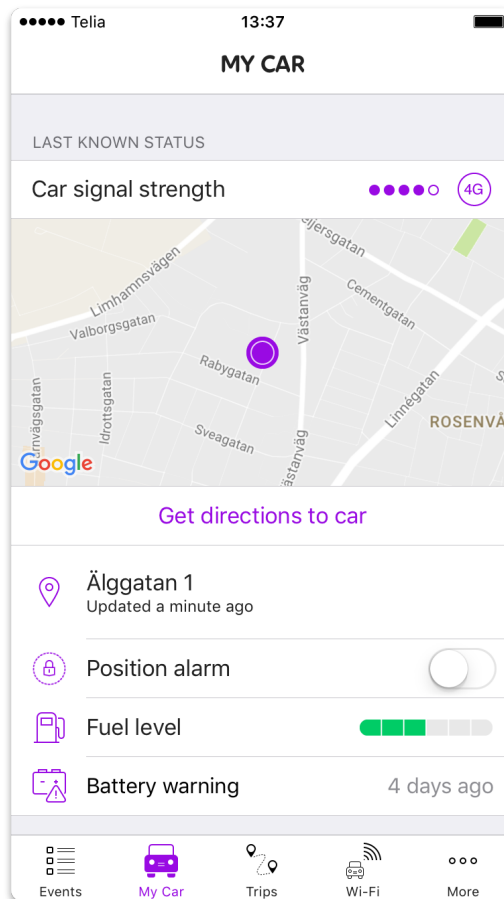 Telia
13:37
MY CAR
LAST KNOWN STATUS
Car signal strength
4G
Limhamnsvägen
Valborgsgatan
Västanväg
Cementgatan
Rabygatan
Idrottsgatan
Linnégatan
Sveagatan
ROSENVÅ
Google
Get directions to car
Älggatan 1
Updated a minute ago
Position alarm
Fuel level
Battery warning
4 days ago
Events
My Car
Trips
Wi-Fi
More